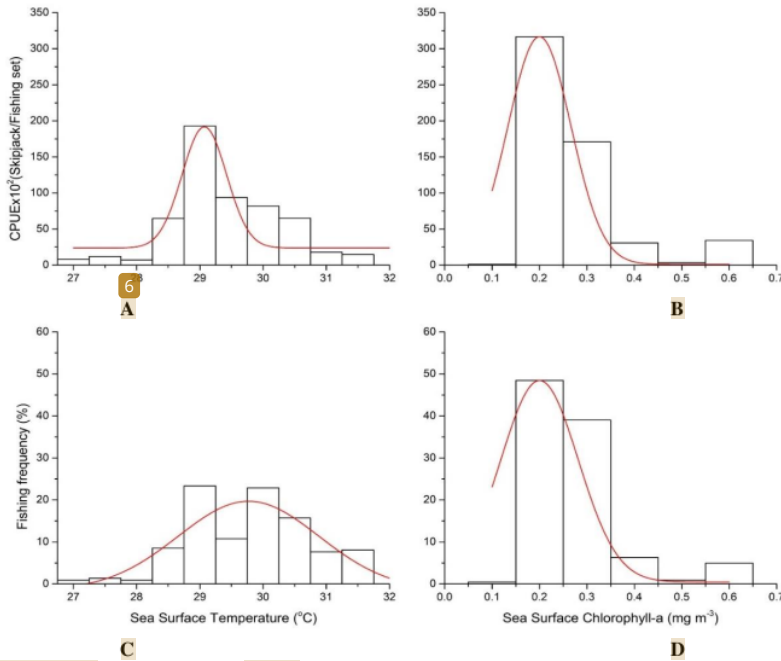 350
300
250
200
150
100
50
0
CPUEx10²(Skipjack/Fishing set)
27 28 29 30 31 32
6
A
350
300
250
200
150
100
50
0
0.0 0.1 0.2 0.3 0.4 0.5 0.6 0.7
B
60
50
40
30
20
10
0
Fishing frequency (%)
27 28 29 30 31 32
Sea Surface Temperature (°C)
C
60
50
40
30
20
10
0
0.0 0.1 0.2 0.3 0.4 0.5 0.6 0.7
Sea Surface Chlorophyll-a (mg m⁻³)
D